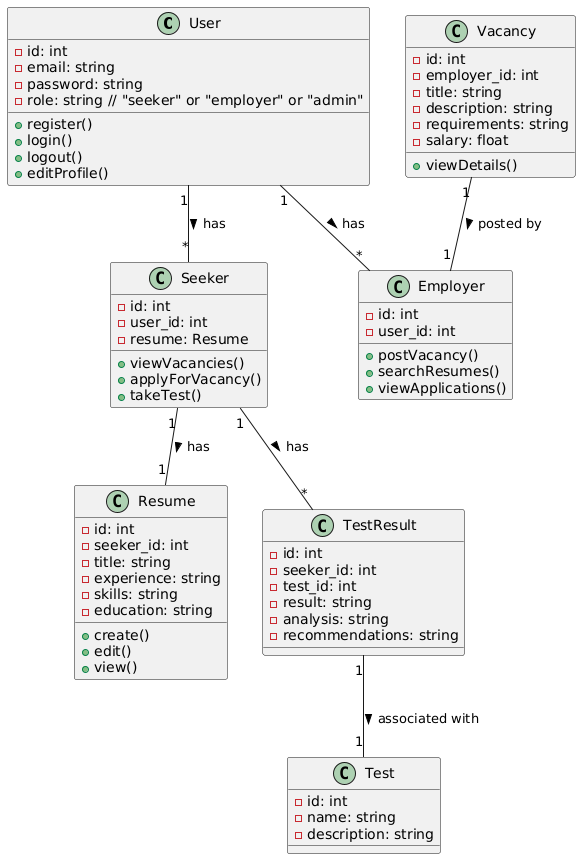 C User
id: int
email: string
password: string
role: string // "seeker" or "employer" or "admin"
register()
login()
logout()
editProfile()
C Vacancy
id: int
employer_id: int
title: string
description: string
requirements: string
salary: float
viewDetails()
1
has
*
1
has
*
1
posted by
1
C Seeker
id: int
user_id: int
resume: Resume
viewVacancies()
applyForVacancy()
takeTest()
C Employer
id: int
user_id: int
postVacancy()
searchResumes()
viewApplications()
1
has
1
1
has
*
C Resume
id: int
seeker_id: int
title: string
experience: string
skills: string
education: string
create()
edit()
view()
C TestResult
id: int
seeker_id: int
test_id: int
result: string
analysis: string
recommendations: string
1
associated with
1
C Test
id: int
name: string
description: string